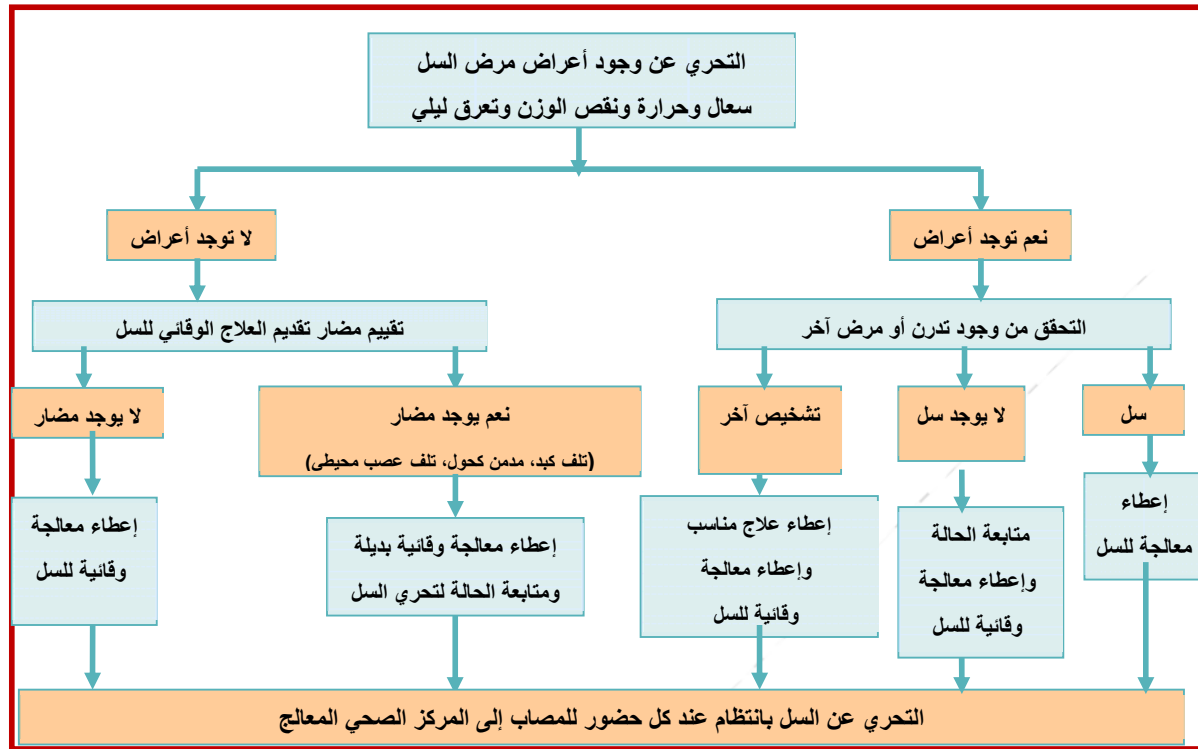 التحري عن وجود أعراض مرض السل
سعال وحرارة ونقص الوزن وتعرق ليلي
نعم توجد أعراض
لا توجد أعراض
التحقق من وجود تدرن أو مرض آخر
تقييم مضار تقديم العلاج الوقائي للسل
سل
لا يوجد سل
تشخيص آخر
نعم يوجد مضار
(تلف كبد، مدمن كحول، تلف عصب محيطي)
لا يوجد مضار
إعطاء
معالجة للسل
متابعة الحالة
وإعطاء معالجة
وقائية للسل
إعطاء علاج مناسب
وإعطاء معالجة
وقائية للسل
إعطاء معالجة وقائية بديلة
ومتابعة الحالة لتحري السل
إعطاء معالجة
وقائية للسل
التحري عن السل بانتظام عند كل حضور للمصاب إلى المركز الصحي المعالج